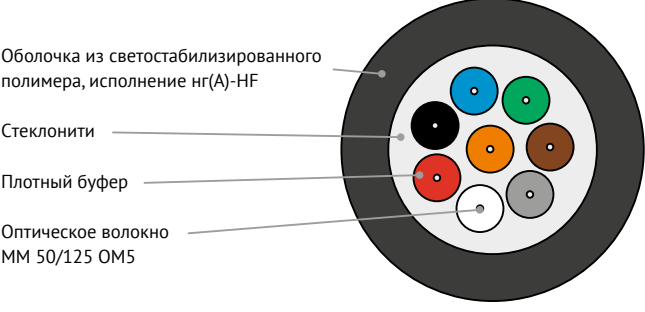 Оболочка из светостабилизированного
полимера, исполнение нг(А)-HF
Стеклонити
Плотный буфер
Оптическое волокно
ММ 50/125 OM5